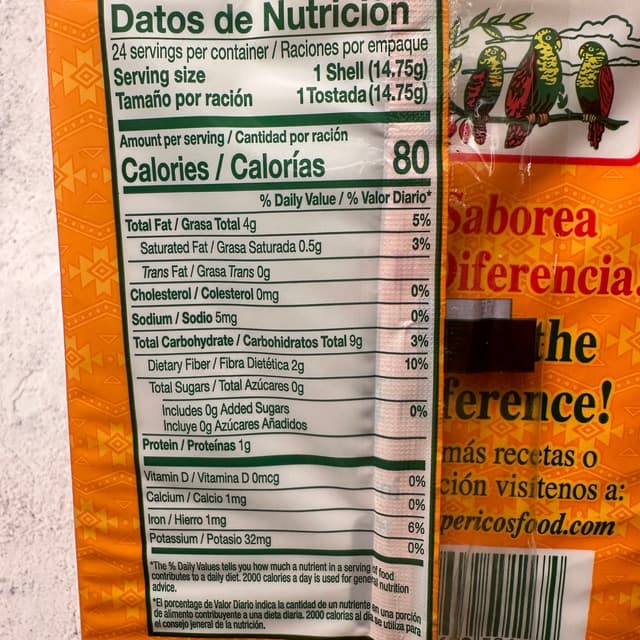 Datos de Nutrición
24 servings per container / Raciones por empaque
Serving size 1 Shell (14.75g)
Tamaño por ración 1 Tostada (14.75g)
Amount per serving / Cantidad por ración
Calories / Calorías 80
% Daily Value / % Valor Diario*
Total Fat / Grasa Total 4g 5%
Saturated Fat / Grasa Saturada 0.5g 3%
Trans Fat / Grasa Trans 0g
Cholesterol / Colesterol 0mg 0%
Sodium / Sodio 5mg 0%
Total Carbohydrate / Carbohidratos Total 9g 3%
Dietary Fiber / Fibra Dietética 2g 10%
Total Sugars / Total Azúcares 0g
Includes 0g Added Sugars 0%
Incluye 0g Azúcares Añadidos
Protein / Proteínas 1g
Vitamin D / Vitamina D 0mcg 0%
Calcium / Calcio 1mg 0%
Iron / Hierro 1mg 6%
Potassium / Potasio 32mg 0%
*The % Daily Values tells you how much a nutrient in a serving of food
contributes to a daily diet. 2000 calories a day is used for general nutrition
advice.
*El porcentaje de Valor Diario indica la cantidad de un nutriente en una porción
de alimento contribuyente a una dieta diaria. 2000 calorias al día se utiliza para
el consejo jeneral de la nutrición.
Saborea
Diferencia
the
ference!
más recetas o
ción visítenos a:
pericosfood.com